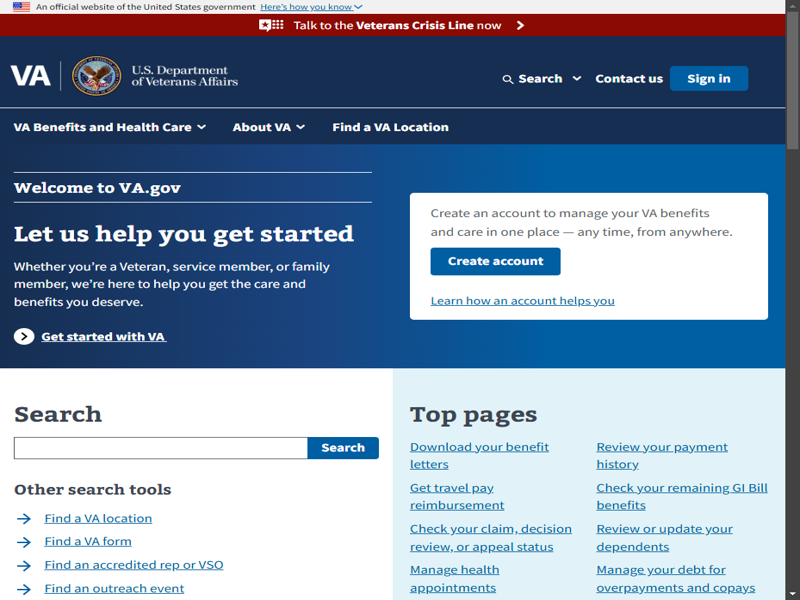 An official website of the United States government Here's how you know
Talk to the Veterans Crisis Line now
VA
U.S. Department
of Veterans Affairs
Search
Contact us
Sign in
VA Benefits and Health Care
About VA
Find a VA Location
Welcome to VA.gov
Let us help you get started
Whether you're a Veteran, service member, or family
member, we're here to help you get the care and
benefits you deserve.
Get started with VA
Create an account to manage your VA benefits
and care in one place — any time, from anywhere.
Create account
Learn how an account helps you
Search
Search
Other search tools
Find a VA location
Find a VA form
Find an accredited rep or VSO
Find an outreach event
Top pages
Download your benefit
letters
Get travel pay
reimbursement
Check your claim, decision
review, or appeal status
Manage health
appointments
Review your payment
history
Check your remaining GI Bill
benefits
Review or update your
dependents
Manage your debt for
overpayments and copays